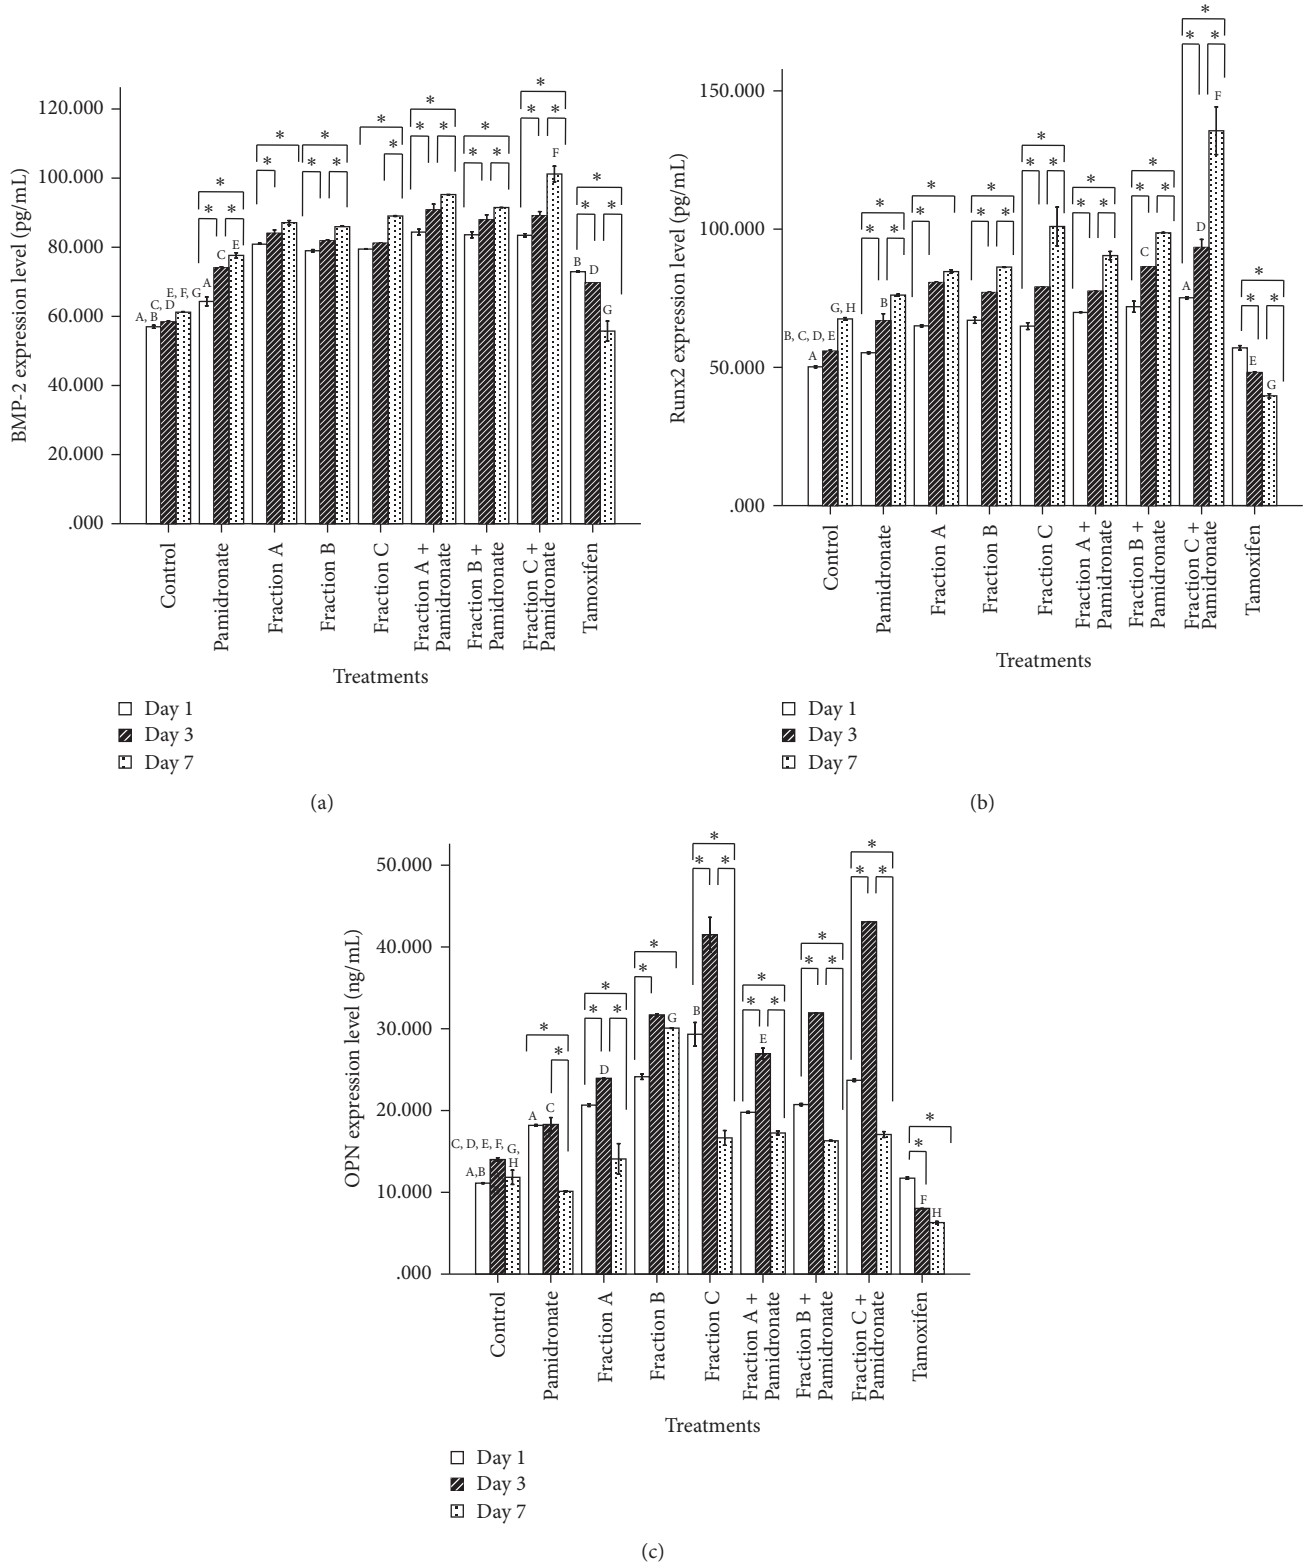 120.000
100.000
80.000
60.000
40.000
20.000
.000
BMP-2 expression level (pg/mL)
* * * * * * * * * * * * * * * * * * * * * *
A, B
C, D
E, F, G
A
C
E
F
B
D
G
Control
Pamidronate
Fraction A
Fraction B
Fraction C
Fraction A +
Pamidronate
Fraction B +
Pamidronate
Fraction C +
Pamidronate
Tamoxifen
Treatments
Day 1
Day 3
Day 7
(a)
150.000
100.000
50.000
.000
Runx2 expression level (pg/mL)
* * * * * * * * * * * * * * * * * * * * * * *
A
B, C, D, E
G, H
B
C
A
D
F
E
G
Control
Pamidronate
Fraction A
Fraction B
Fraction C
Fraction A +
Pamidronate
Fraction B +
Pamidronate
Fraction C +
Pamidronate
Tamoxifen
Treatments
Day 1
Day 3
Day 7
(b)
50.000
40.000
30.000
20.000
10.000
.000
OPN expression level (ng/mL)
* * * * * * * * * * * * * * * * * * * * *
C, D, E, F, G,
H
A,B
A
C
D
G
B
E
F
H
Control
Pamidronate
Fraction A
Fraction B
Fraction C
Fraction A +
Pamidronate
Fraction B +
Pamidronate
Fraction C +
Pamidronate
Tamoxifen
Treatments
Day 1
Day 3
Day 7
(c)